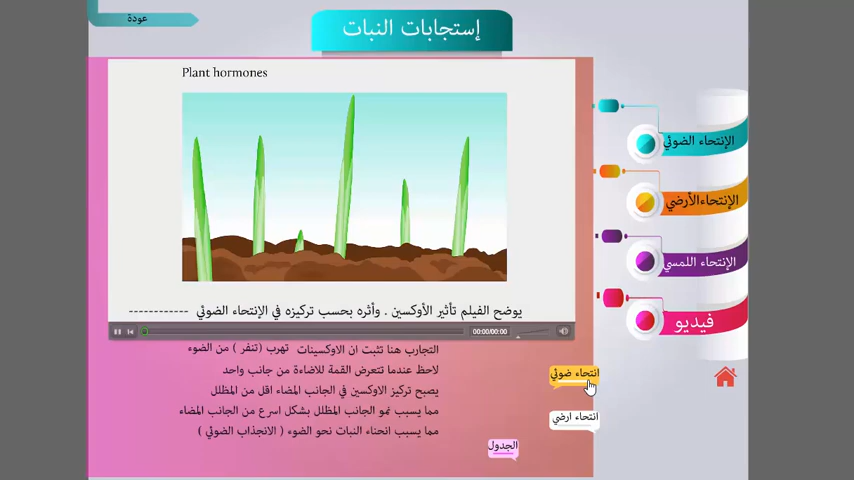 عودة
إستجابات النبات
Plant hormones
يوضح الفيلم تأثير الأوكسين . وأثره بحسب تركيزه في الإنتحاء الضوئي ------------
00:00/00:00
التجارب هنا تثبت ان الاوكسينات تهرب (تنفر ) من الضوء
لاحظ عندما تتعرض القمة للاضاءة من جانب واحد
يصبح تركيز الاوكسين في الجانب المضاء اقل من المظلل
مما يسبب نمو الجانب المظلل بشكل اسرع من الجانب المضاء
مما يسبب انحناء النبات نحو الضوء ( الانجذاب الضوئي )
الإنتحاء الضوئي
الإنتحاءالأرضي
الإنتحاء اللمسي
فيديو
انتحاء ضوئي
انتحاء ارضي
الجدول